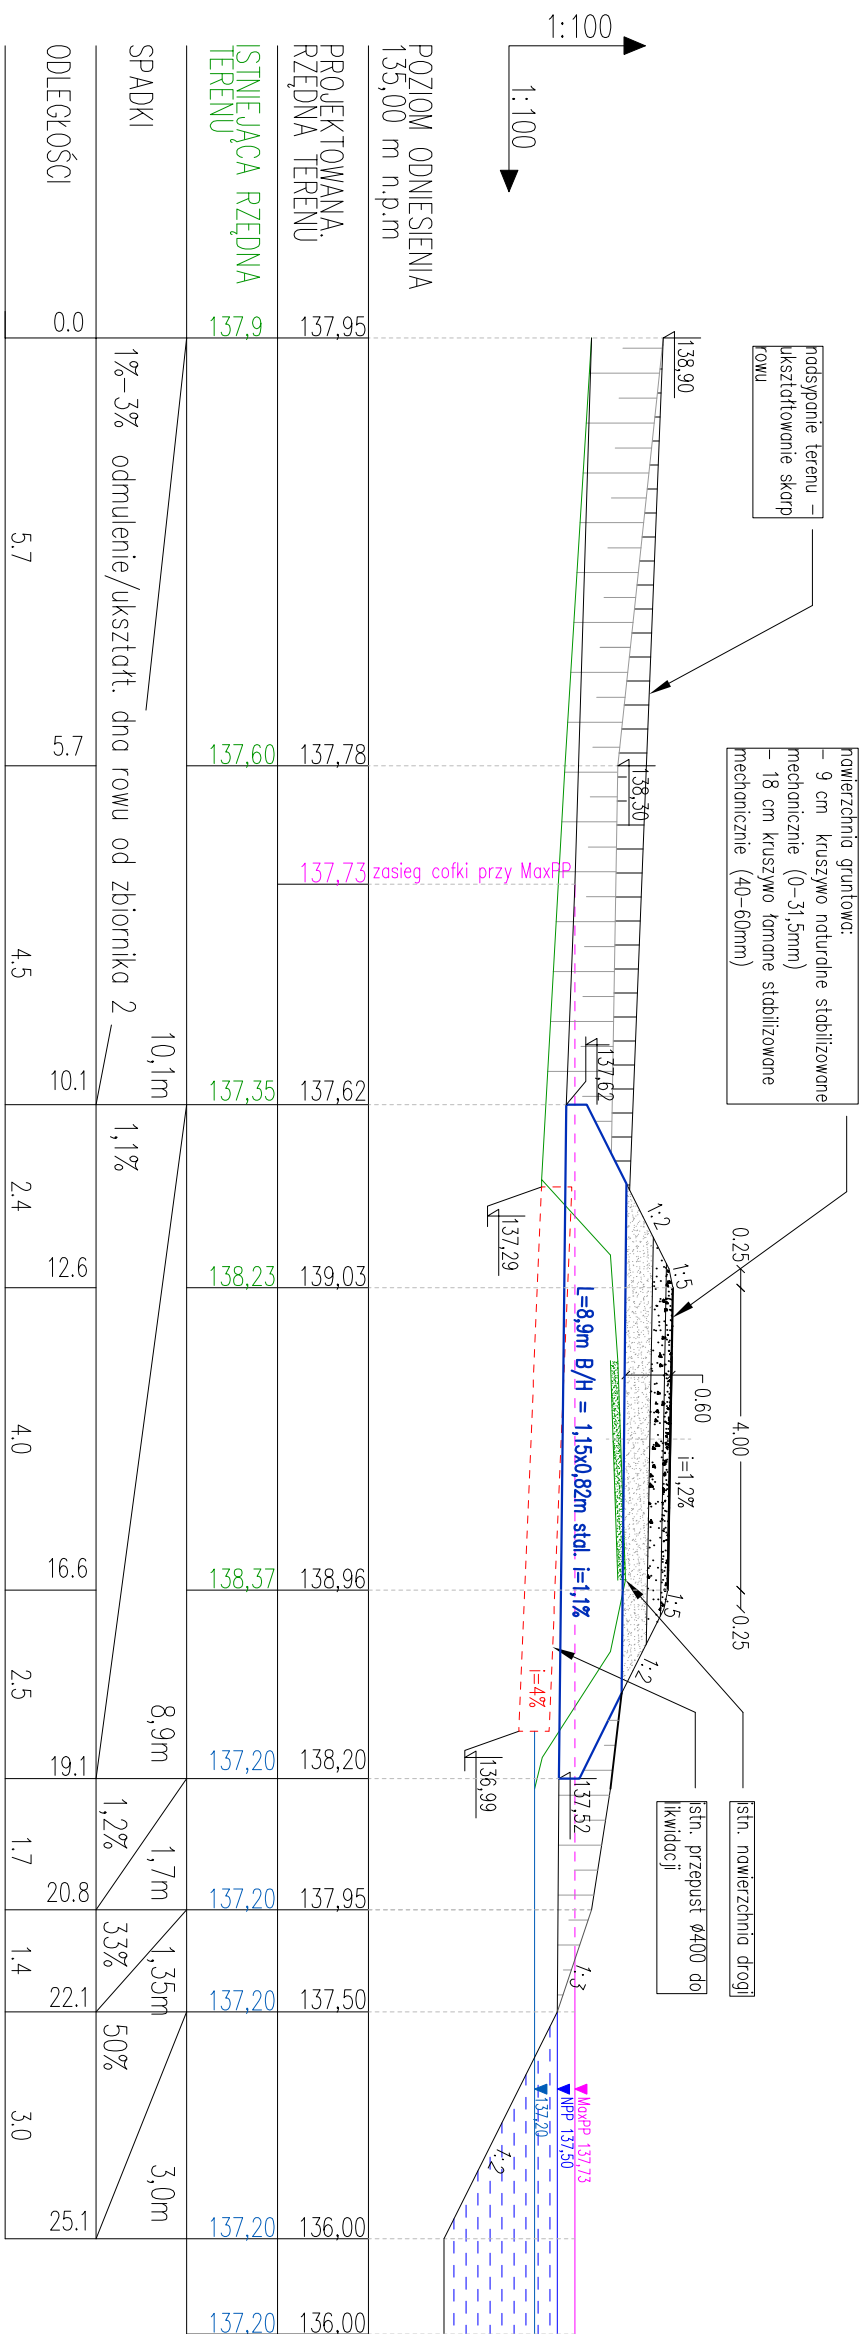 nadsypanie terenu –
ukształtowanie skarp
rowu
nawierzchnia gruntowa:
– 9 cm kruszywo naturalne stabilizowane
mechanicznie (0–31,5mm)
– 18 cm kruszywo łamane stabilizowane
mechanicznie (40–60mm)
istn. nawierzchnia drogi
istn. przepust ø400 do
likwidacji
1:100
1:100
0.25
4.00
0.25
138,90
138,30
137,62
1:2
1:5
0.60
i=1,2%
1:5
1:2
L=8,9m B/H = 1,15x0,82m stal. i=1,1%
137,29
i=4%
136,99
137,52
1:3
MaxPP 137,73
NPP 137,50
137,20
1:2
POZIOM ODNIESIENIA
135,00 m n.p.m
137,73 zasieg cofki przy MaxPP
PROJEKTOWANA
RZĘDNA TERENU
137,95
137,78
137,62
139,03
138,96
138,20
137,95
137,50
136,00
136,00
ISTNIEJĄCA RZĘDNA
TERENU
137,9
137,60
137,35
138,23
138,37
137,20
137,20
137,20
137,20
137,20
SPADKI
1%–3% odmulenie/ukształt. dna rowu od zbiornika 2
10,1m
1,1%
8,9m
1,2%
1,7m
33%
1,35m
50%
3,0m
ODLEGŁOŚCI
0.0
5.7
10.1
12.6
16.6
19.1
20.8
22.1
25.1
5.7
4.5
2.4
4.0
2.5
1.7
1.4
3.0